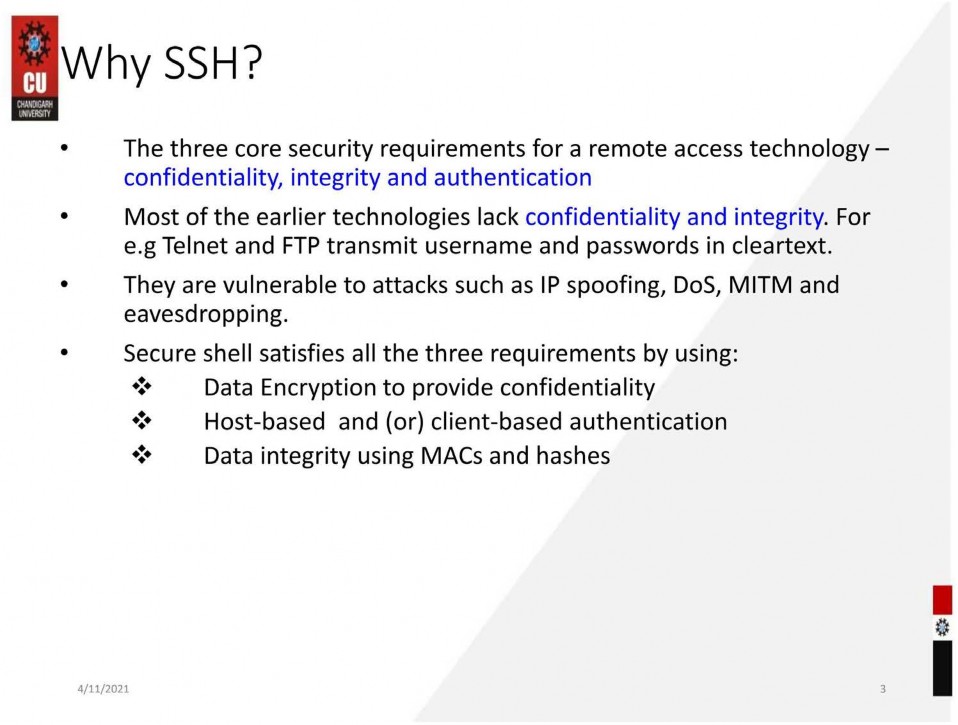 CU
CHANDIGARH
UNIVERSITY
Why SSH?
• The three core security requirements for a remote access technology –
confidentiality, integrity and authentication
• Most of the earlier technologies lack confidentiality and integrity. For
e.g Telnet and FTP transmit username and passwords in cleartext.
• They are vulnerable to attacks such as IP spoofing, DoS, MITM and
eavesdropping.
• Secure shell satisfies all the three requirements by using:
❖ Data Encryption to provide confidentiality
❖ Host-based and (or) client-based authentication
❖ Data integrity using MACs and hashes
4/11/2021
3